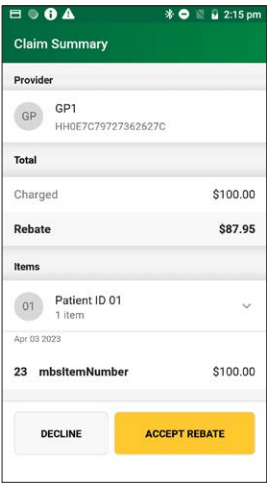 2:15 pm
Claim Summary
Provider
GP
GP1
HH0E7C79727362627C
Total
Charged $100.00
Rebate $87.95
Items
01
Patient ID 01
1 item
Apr 03 2023
23 mbsItemNumber $100.00
DECLINE ACCEPT REBATE